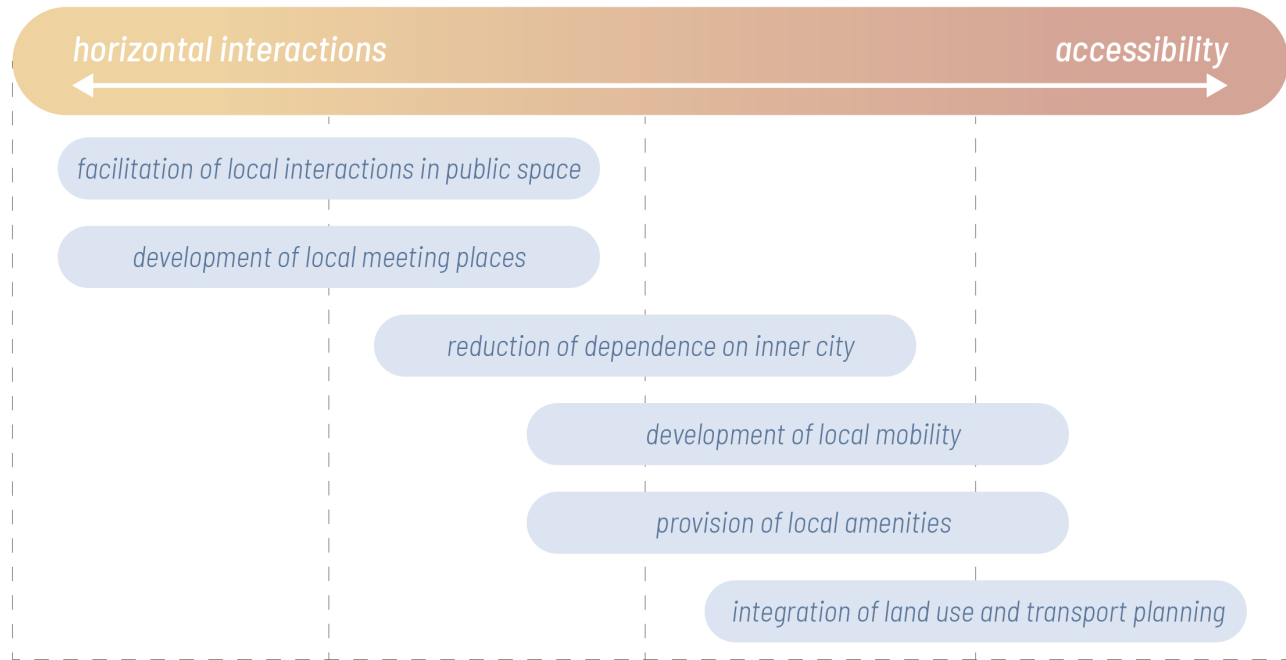 horizontal interactions
accessibility
facilitation of local interactions in public space
development of local meeting places
reduction of dependence on inner city
development of local mobility
provision of local amenities
integration of land use and transport planning